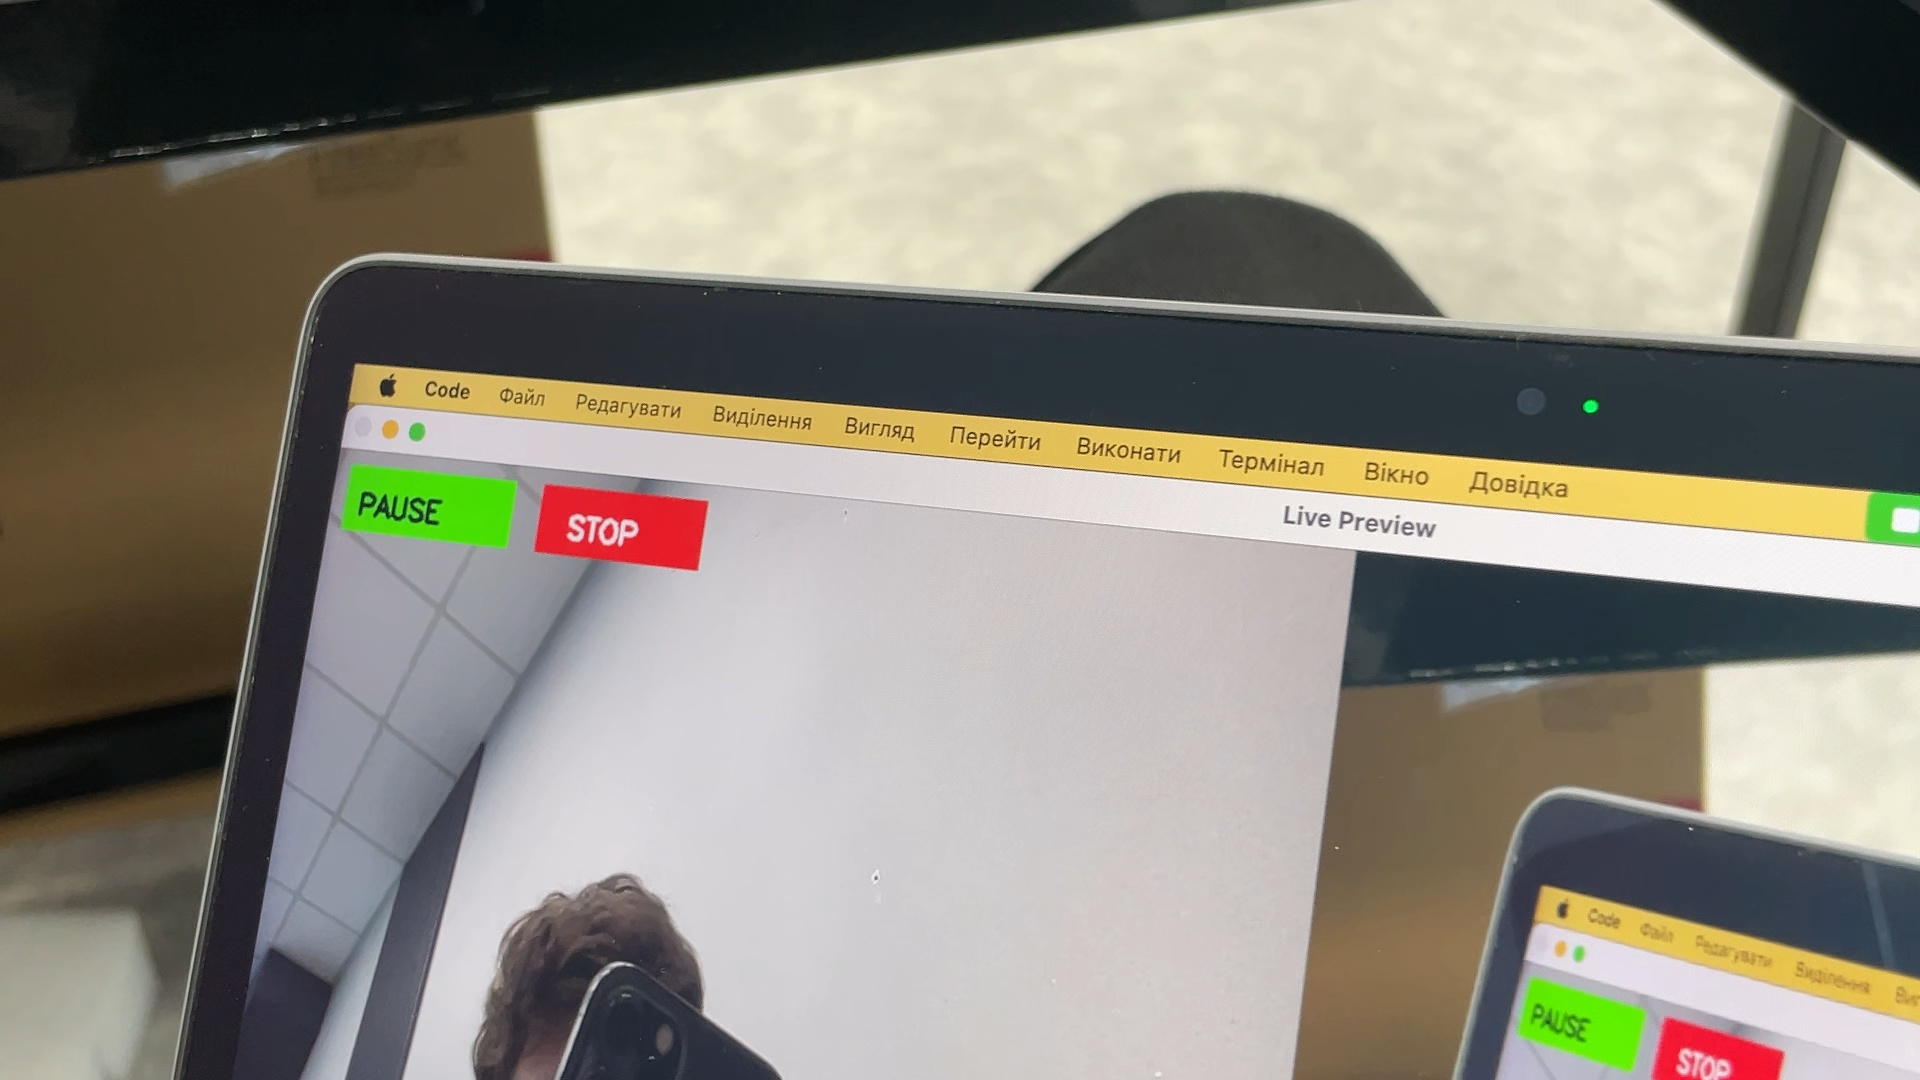 Code Файл Редагувати Виділення Вигляд Перейти Виконати Термінал Вікно Довідка
Live Preview
PAUSE STOP
Code Файл Редагувати Виділення
PAUSE STOP